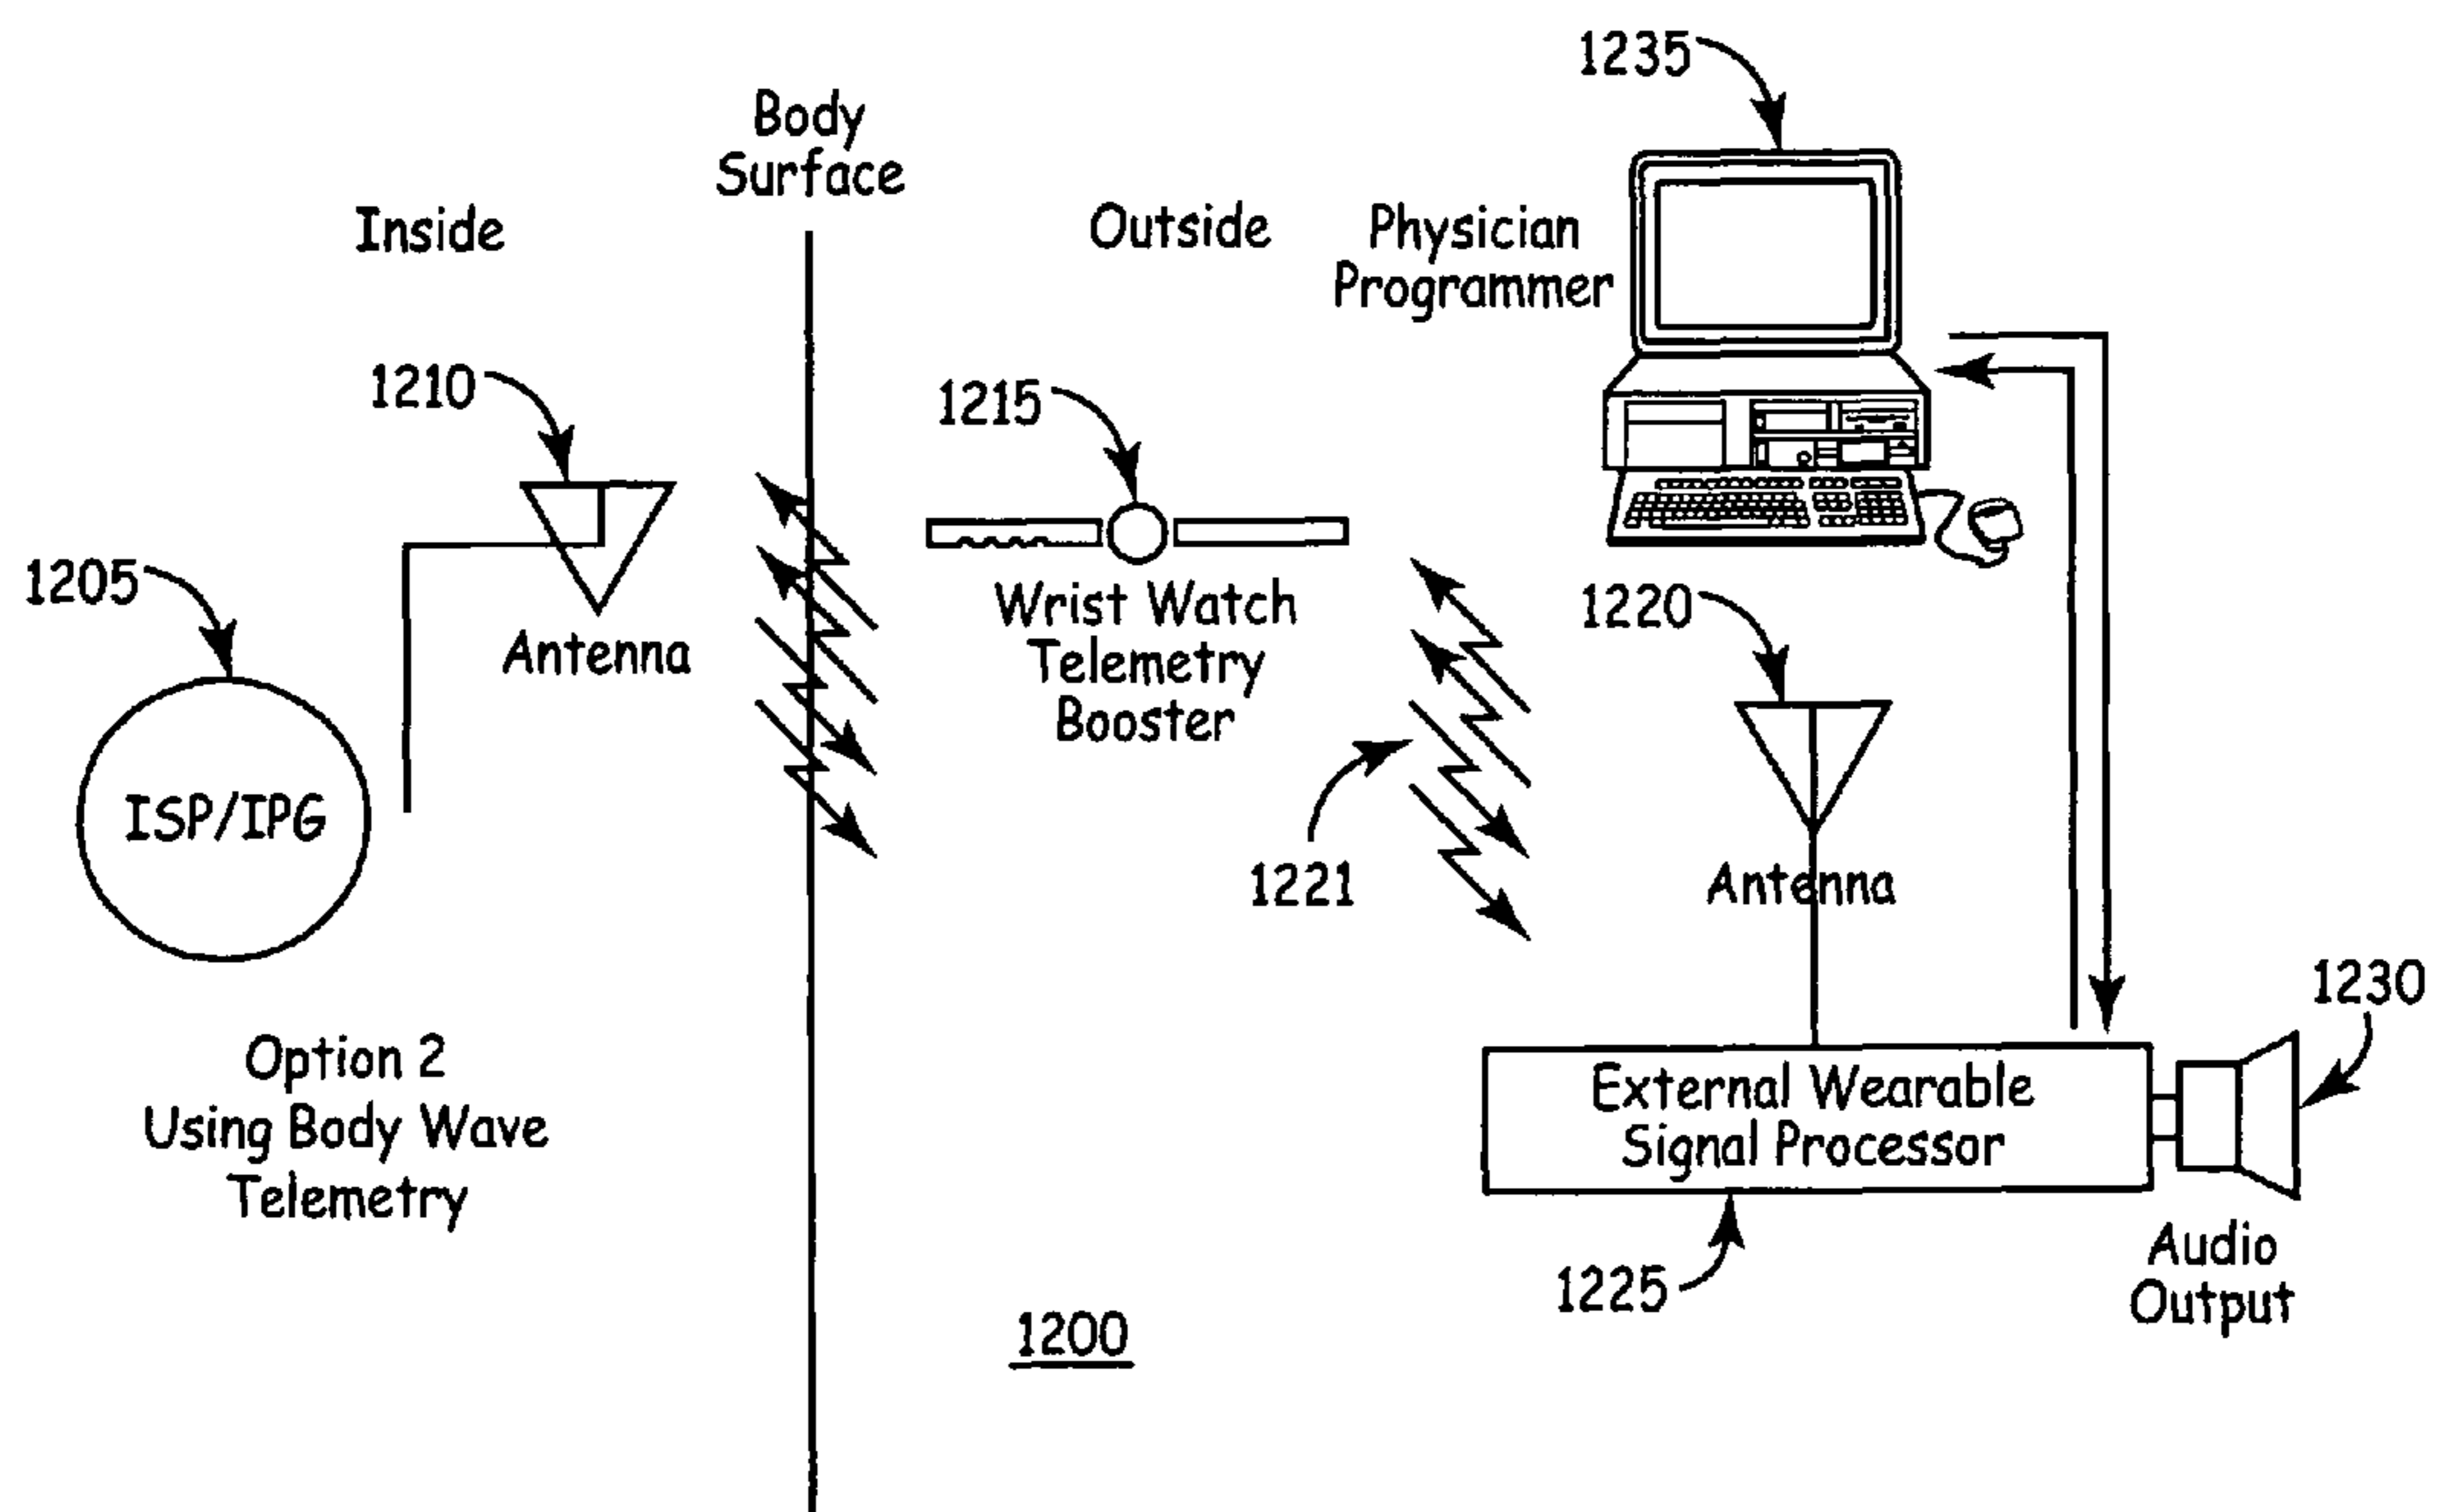 1235
Body
Surface
Inside
Outside
Physician
Programmer
1210
1215
1205
Antenna
Wrist Watch
Telemetry
Booster
1220
ISP/IPG
1221
Antenna
1230
Option 2
Using Body Wave
Telemetry
External Wearable
Signal Processor
1225
Audio
Output
1200